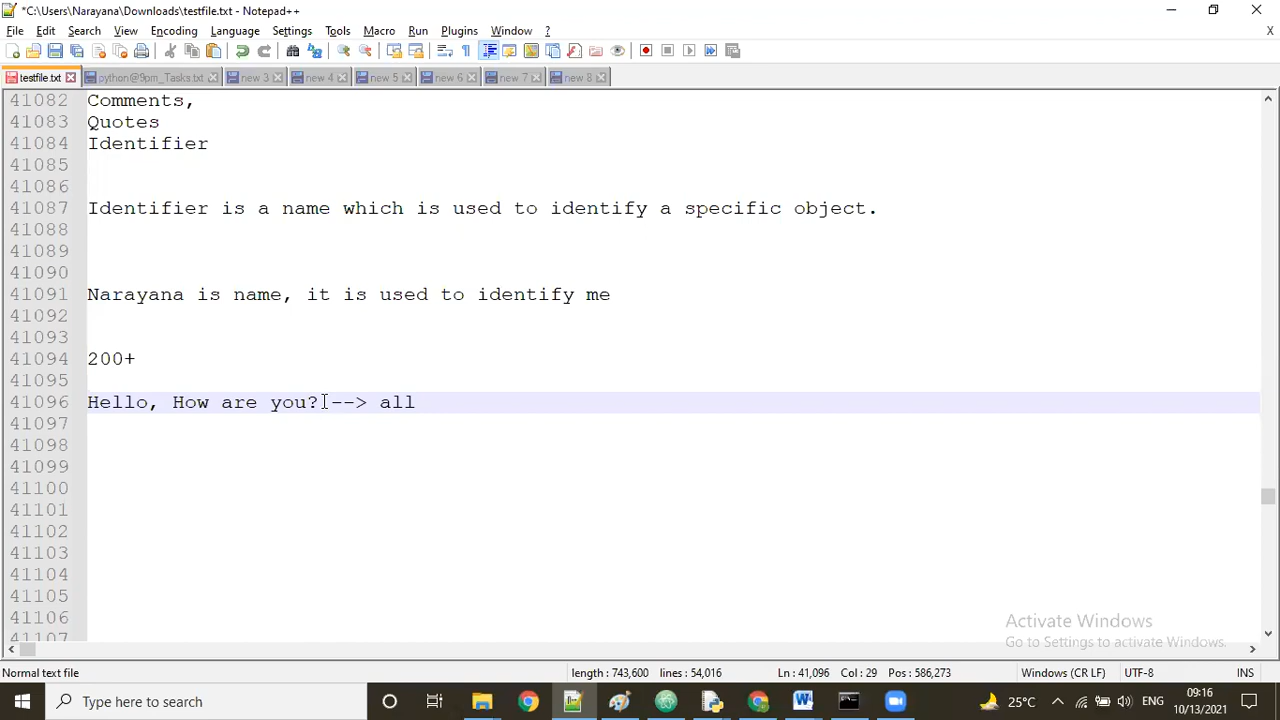 *C:\Users\Narayana\Downloads\testfile.txt - Notepad++
File Edit Search View Encoding Language Settings Tools Macro Run Plugins Window ? X
testfile.txt python@9pm_Tasks.txt new 3 new 4 new 5 new 6 new 7 new 8
41082 Comments,
41083 Quotes
41084 Identifier
41085
41086
41087 Identifier is a name which is used to identify a specific object.
41088
41089
41090
41091 Narayana is name, it is used to identify me
41092
41093
41094 200+
41095
41096 Hello, How are you? --> all
41097
41098
41099
41100
41101
41102
41103
41104
41105
41106
41107
Activate Windows
Go to Settings to activate Windows.
Normal text file length : 743,600 lines : 54,016 Ln : 41,096 Col : 29 Pos : 586,273 Windows (CR LF) UTF-8 INS
Type here to search 25°C ENG 09:16
10/13/2021